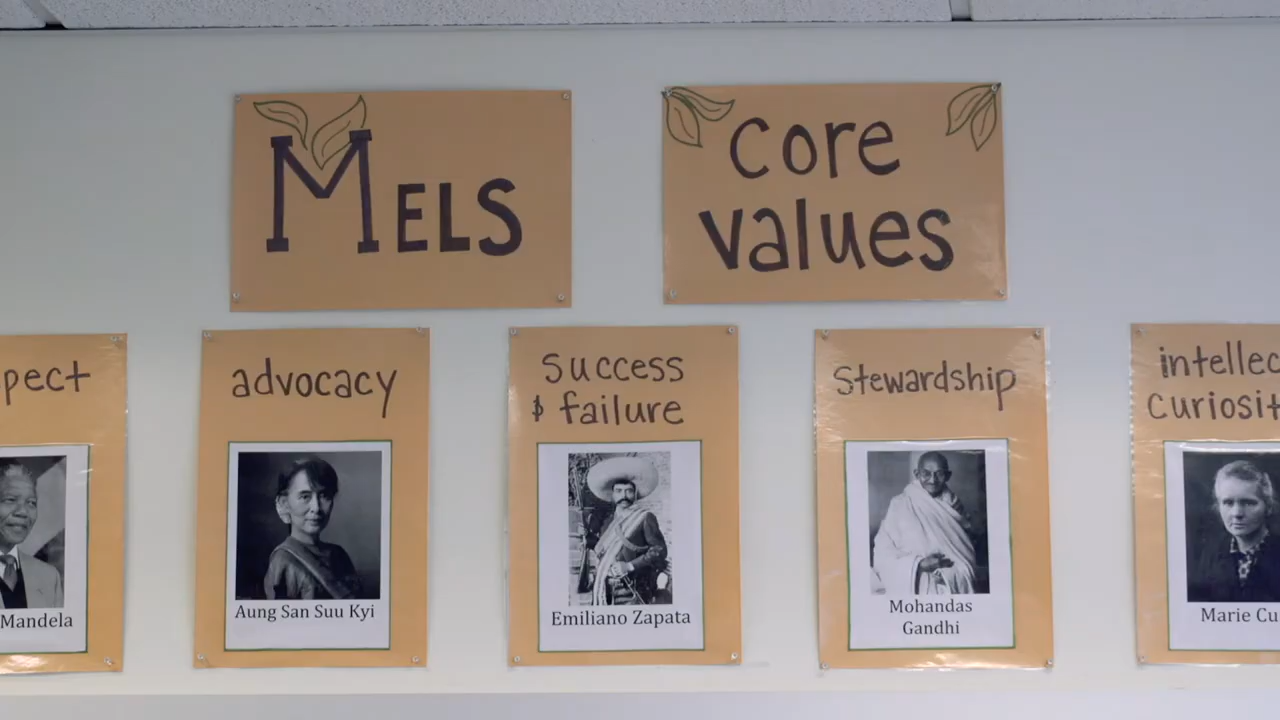 MELS
core
values
pect
advocacy
success
& failure
Stewardship
intellec
curiosit
Mandela
Aung San Suu Kyi
Emiliano Zapata
Mohandas
Gandhi
Marie Cu